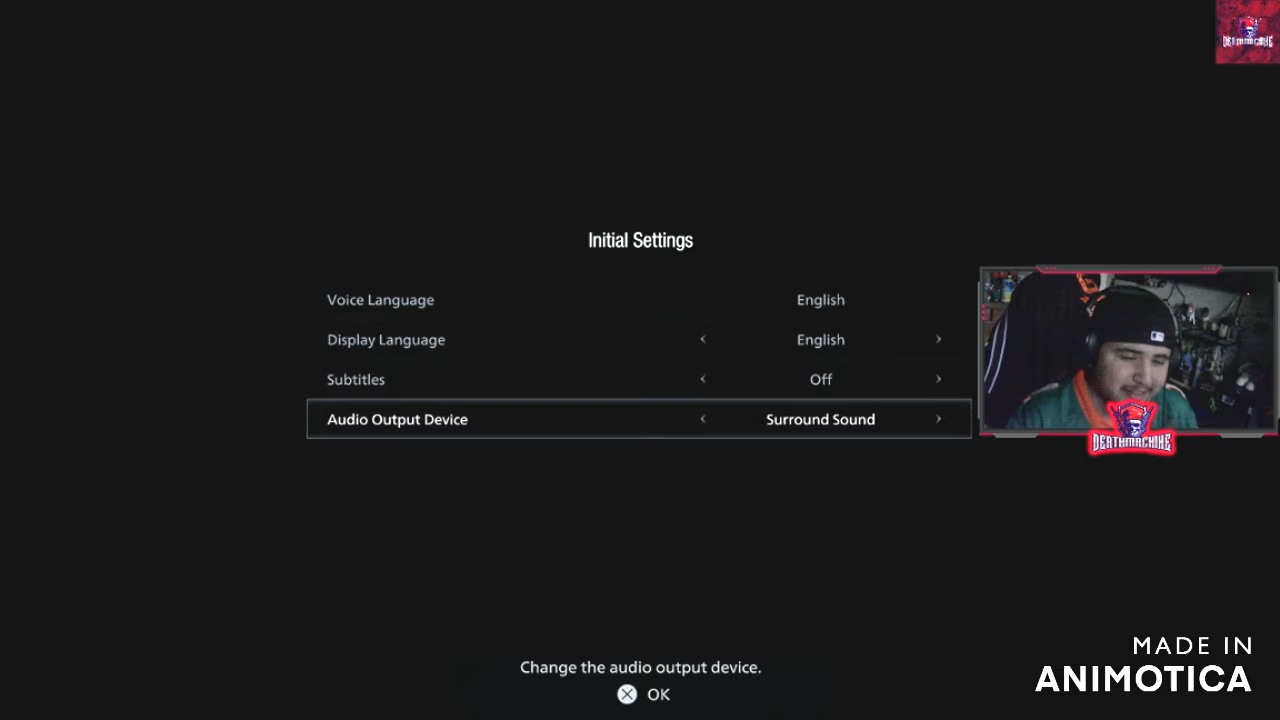 DEATHMACHINE
Initial Settings
Voice Language English
Display Language < English >
Subtitles < Off >
Audio Output Device < Surround Sound >
DEATHMACHINE
Change the audio output device.
OK
MADE IN
ANIMOTICA